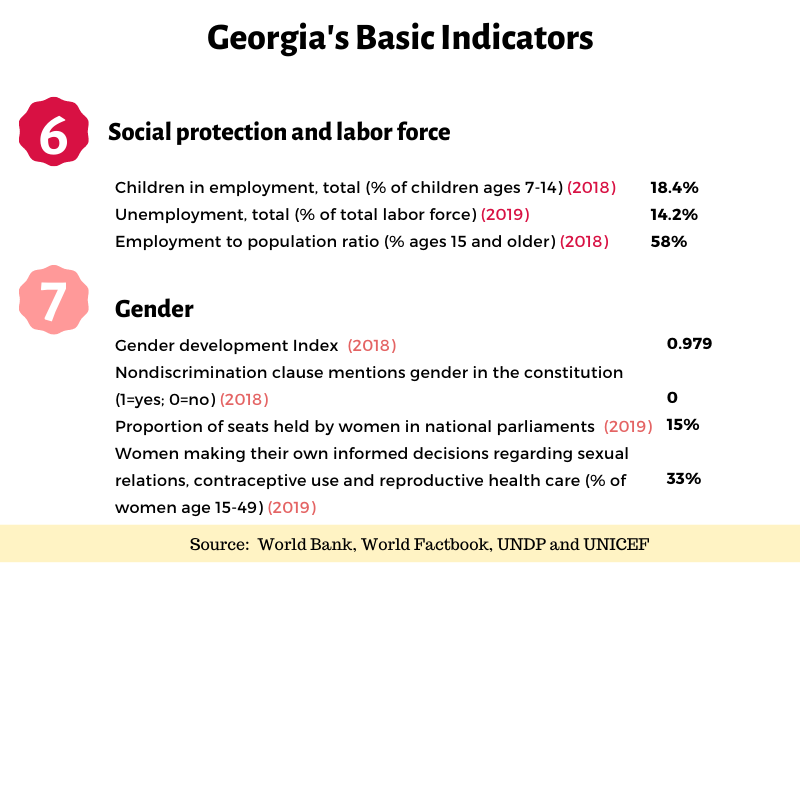 Georgia's Basic Indicators
6
Social protection and labor force
Children in employment, total (% of children ages 7-14) (2018) 18.4%
Unemployment, total (% of total labor force) (2019) 14.2%
Employment to population ratio (% ages 15 and older) (2018) 58%
7
Gender
Gender development Index (2018) 0.979
Nondiscrimination clause mentions gender in the constitution
(1=yes; 0=no) (2018) 0
Proportion of seats held by women in national parliaments (2019) 15%
Women making their own informed decisions regarding sexual
relations, contraceptive use and reproductive health care (% of 33%
women age 15-49) (2019)
Source: World Bank, World Factbook, UNDP and UNICEF